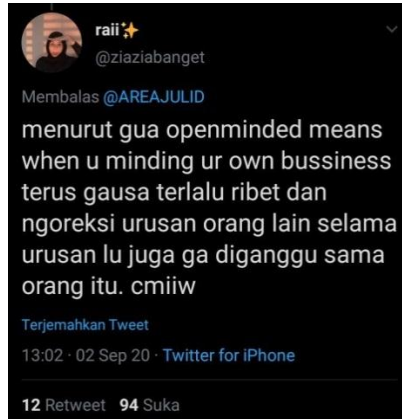 raii✨
@ziaziabanget
Membalas @AREAJULID
menurut gua openminded means
when u minding ur own bussiness
terus gausa terlalu ribet dan
ngoreksi urusan orang lain selama
urusan lu juga ga diganggu sama
orang itu. cmiiw
Terjemahkan Tweet
13:02 · 02 Sep 20 · Twitter for iPhone
12 Retweet 94 Suka